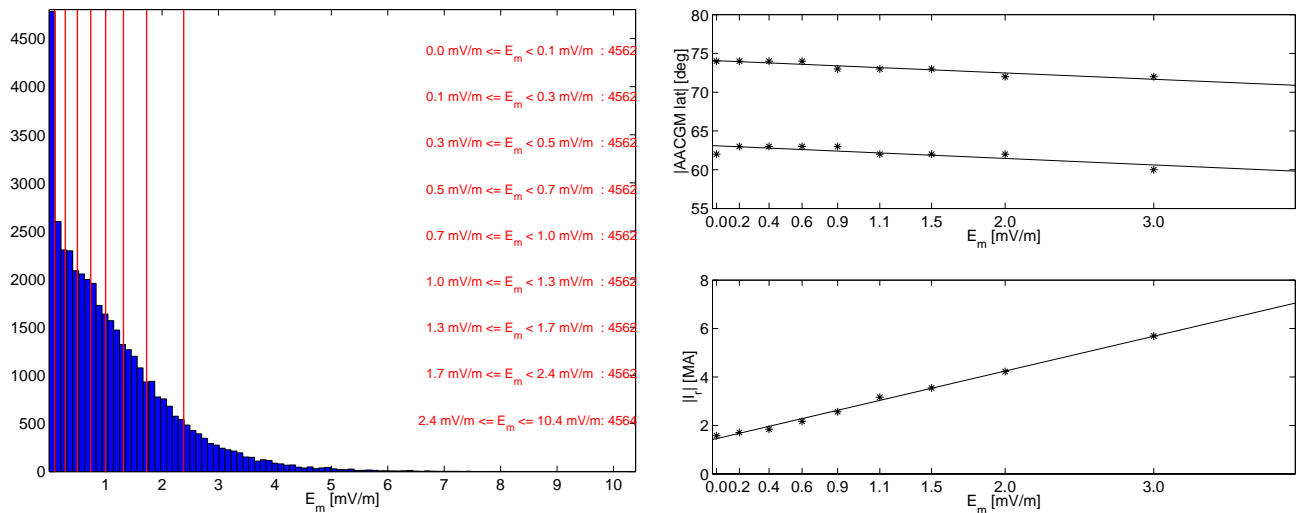 4500
4000
3500
3000
2500
2000
1500
1000
500
0
1 2 3 4 5 6 7 8 9 10
E_m [mV/m]
0.0 mV/m <= E_m < 0.1 mV/m : 4562
0.1 mV/m <= E_m < 0.3 mV/m : 4562
0.3 mV/m <= E_m < 0.5 mV/m : 4562
0.5 mV/m <= E_m < 0.7 mV/m : 4562
0.7 mV/m <= E_m < 1.0 mV/m : 4562
1.0 mV/m <= E_m < 1.3 mV/m : 4562
1.3 mV/m <= E_m < 1.7 mV/m : 4562
1.7 mV/m <= E_m < 2.4 mV/m : 4562
2.4 mV/m <= E_m <= 10.4 mV/m: 4564
|AACGM lat| [deg]
80
75
70
65
60
55
0.00 0.2 0.4 0.6 0.9 1.1 1.5 2.0 3.0
E_m [mV/m]
|I_r| [MA]
8
6
4
2
0
0.00 0.2 0.4 0.6 0.9 1.1 1.5 2.0 3.0
E_m [mV/m]